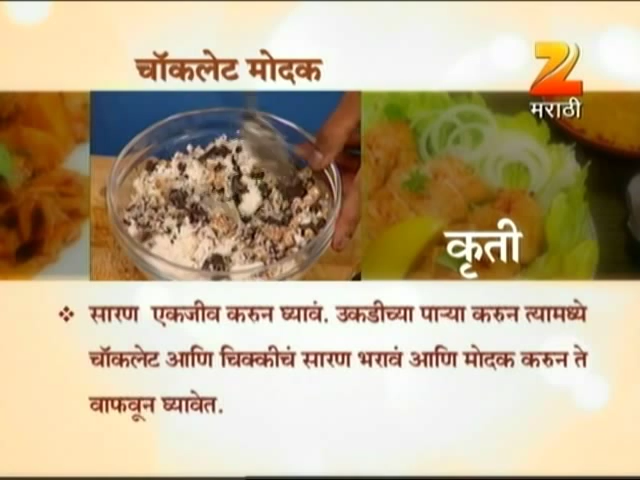 चॉकलेट मोदक
मराठी
कृती
❖ सारण एकजीव करुन घ्यावं. उकडीच्या पाऱ्या करुन त्यामध्ये
चॉकलेट आणि चिक्कीचं सारण भरावं आणि मोदक करुन ते
वाफवून घ्यावेत.